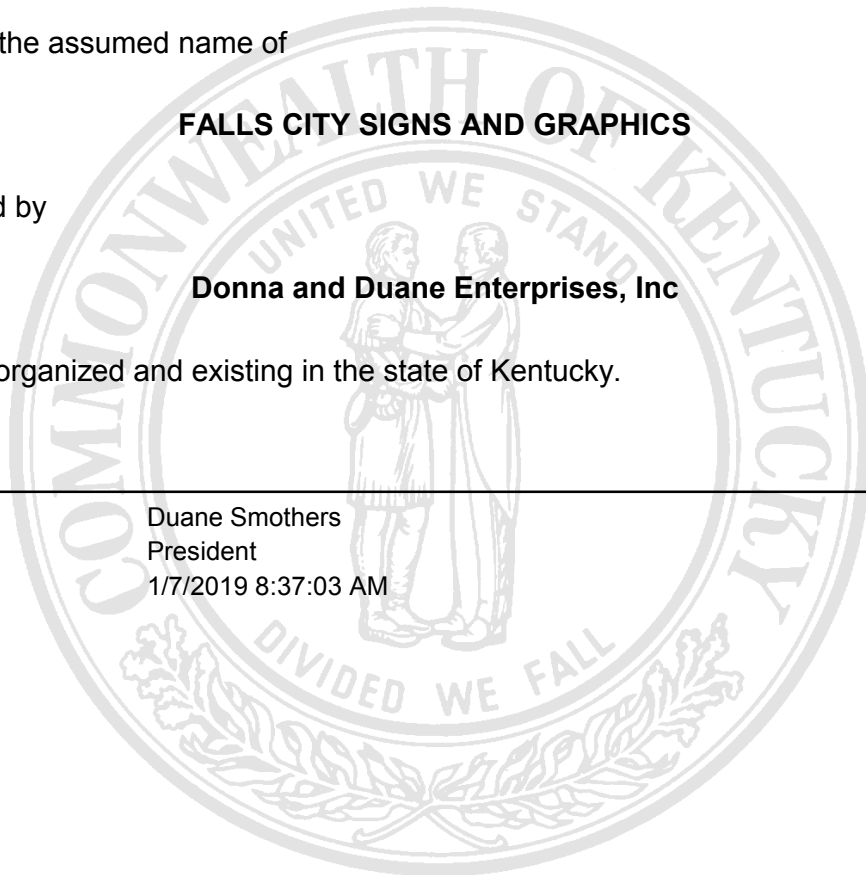 the assumed name of
FALLS CITY SIGNS AND GRAPHICS
d by
Donna and Duane Enterprises, Inc
organized and existing in the state of Kentucky.
Duane Smothers
President
1/7/2019 8:37:03 AM
COMMONWEALTH OF KENTUCKY
UNITED WE STAND
DIVIDED WE FALL